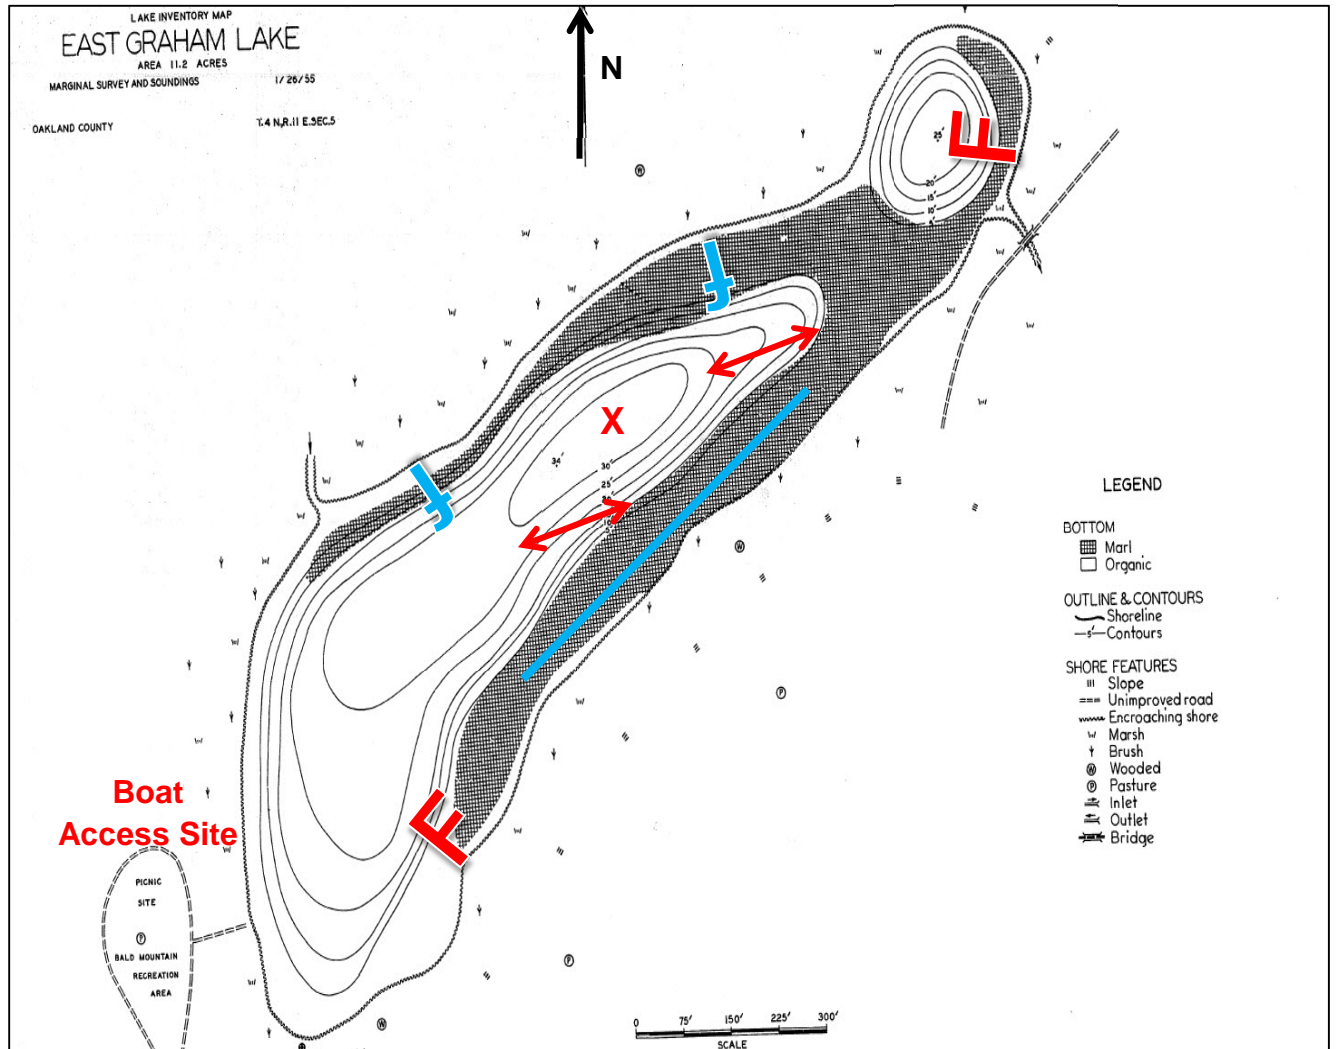 LAKE INVENTORY MAP
EAST GRAHAM LAKE
AREA 11.2 ACRES
MARGINAL SURVEY AND SOUNDINGS 1/26/55
OAKLAND COUNTY T.4 N,R.11 E.SEC.5
N
25'
20'
15'
10'
5'
F
F
F
X
34'
30'
25'
20'
10'
5'
F
Boat
Access Site
PICNIC
SITE
P
BALD MOUNTAIN
RECREATION
AREA
W
W
P
P
W
LEGEND
BOTTOM
Marl
Organic
OUTLINE & CONTOURS
Shoreline
5' Contours
SHORE FEATURES
Slope
Unimproved road
Encroaching shore
Marsh
Brush
W Wooded
P Pasture
Inlet
Outlet
Bridge
0 75' 150' 225' 300'
SCALE